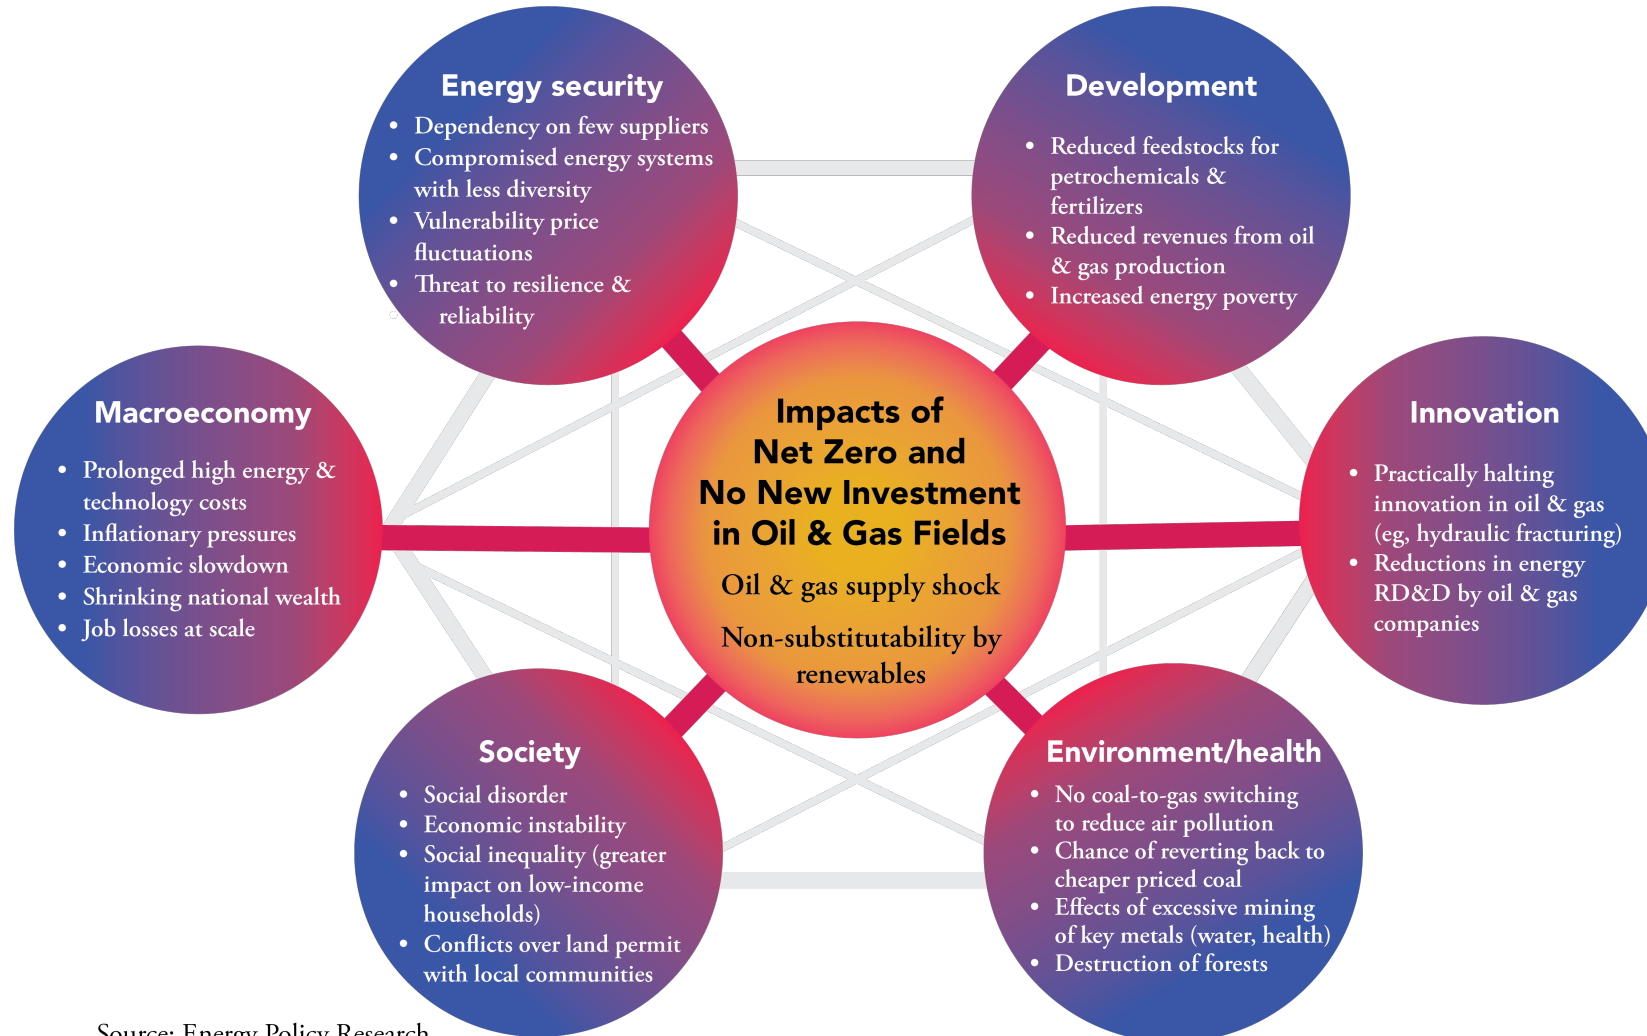 Energy security
• Dependency on few suppliers
• Compromised energy systems
with less diversity
• Vulnerability price
fluctuations
• Threat to resilience &
reliability
Development
• Reduced feedstocks for
petrochemicals &
fertilizers
• Reduced revenues from oil
& gas production
• Increased energy poverty
Macroeconomy
• Prolonged high energy &
technology costs
• Inflationary pressures
• Economic slowdown
• Shrinking national wealth
• Job losses at scale
Impacts of
Net Zero and
No New Investment
in Oil & Gas Fields
Oil & gas supply shock
Non-substitutability by
renewables
Innovation
• Practically halting
innovation in oil & gas
(eg, hydraulic fracturing)
• Reductions in energy
RD&D by oil & gas
companies
Society
• Social disorder
• Economic instability
• Social inequality (greater
impact on low-income
households)
• Conflicts over land permit
with local communities
Environment/health
• No coal-to-gas switching
to reduce air pollution
• Chance of reverting back to
cheaper priced coal
• Effects of excessive mining
of key metals (water, health)
• Destruction of forests
Source: Energy Policy Research